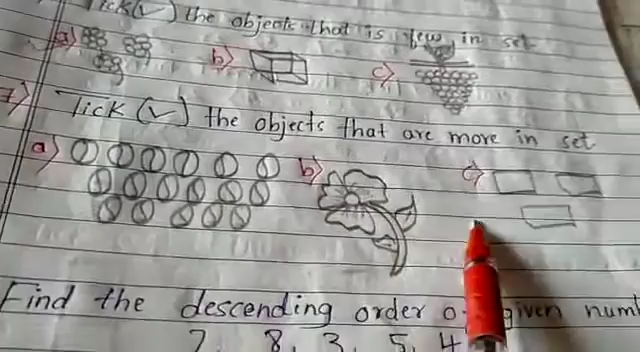 Tick(✓) the objects that is few in set
a) b) c)
7) Tick (✓) the objects that are more in set
a) b) c)
Find the descending order of given num
7, 8, 3, 5, 4